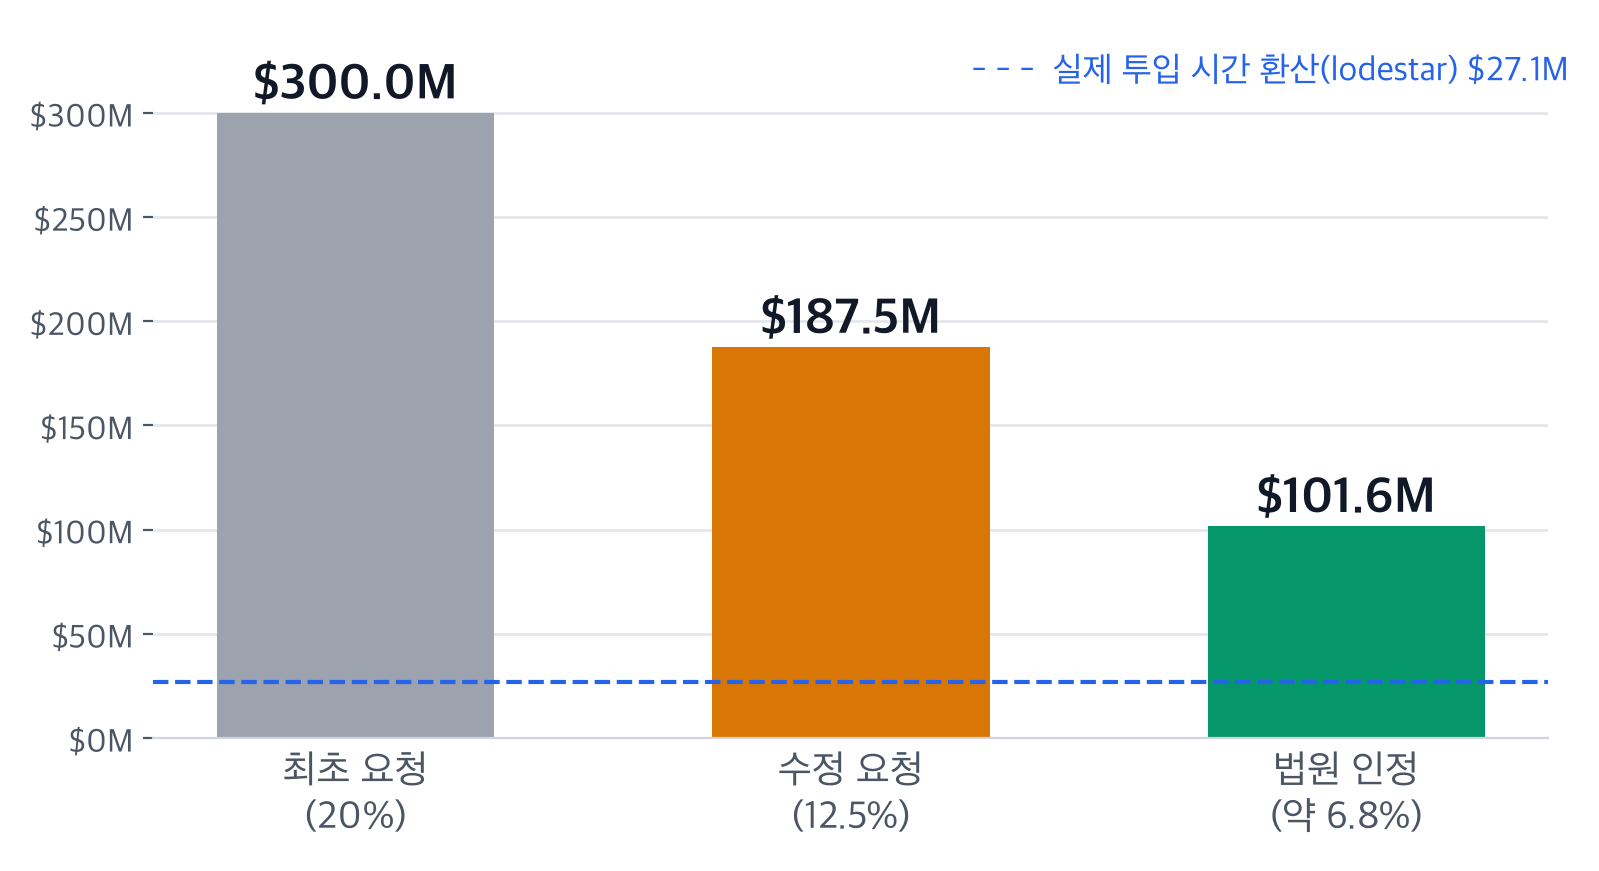 --- 실제 투입 시간 환산(lodestar) $27.1M
$300.0M
$300M
$250M
$187.5M
$200M
$150M
$101.6M
$100M
$50M
$0M
최초 요청
(20%)
수정 요청
(12.5%)
법원 인정
(약 6.8%)